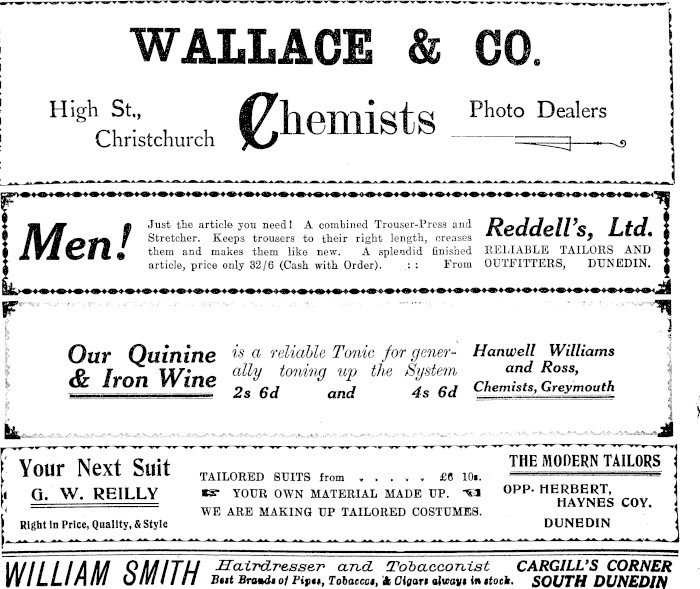 WALLACE & CO.
High St.,
Christchurch
Chemists
Photo Dealers
Men!
Just the article you need! A combined Trouser-Press and
Stretcher. Keeps trousers to their right length, creases
them and makes them like new. A splendid finished
article, price only 32/6 (Cash with Order). :: From
Reddell's, Ltd.
RELIABLE TAILORS AND
OUTFITTERS, DUNEDIN.
Our Quinine
& Iron Wine
is a reliable Tonic for gener-
ally toning up the System
2s 6d and 4s 6d
Hanwell Williams
and Ross,
Chemists, Greymouth
Your Next Suit
G. W. REILLY
Right in Price, Quality, & Style
TAILORED SUITS from . . . . . £6 10s.
☞ YOUR OWN MATERIAL MADE UP. ☜
WE ARE MAKING UP TAILORED COSTUMES.
THE MODERN TAILORS
OPP. HERBERT,
HAYNES COY.
DUNEDIN
WILLIAM SMITH
Hairdresser and Tobacconist
Best Brands of Pipes, Tobaccos, & Cigars always in stock.
CARGILL'S CORNER
SOUTH DUNEDIN